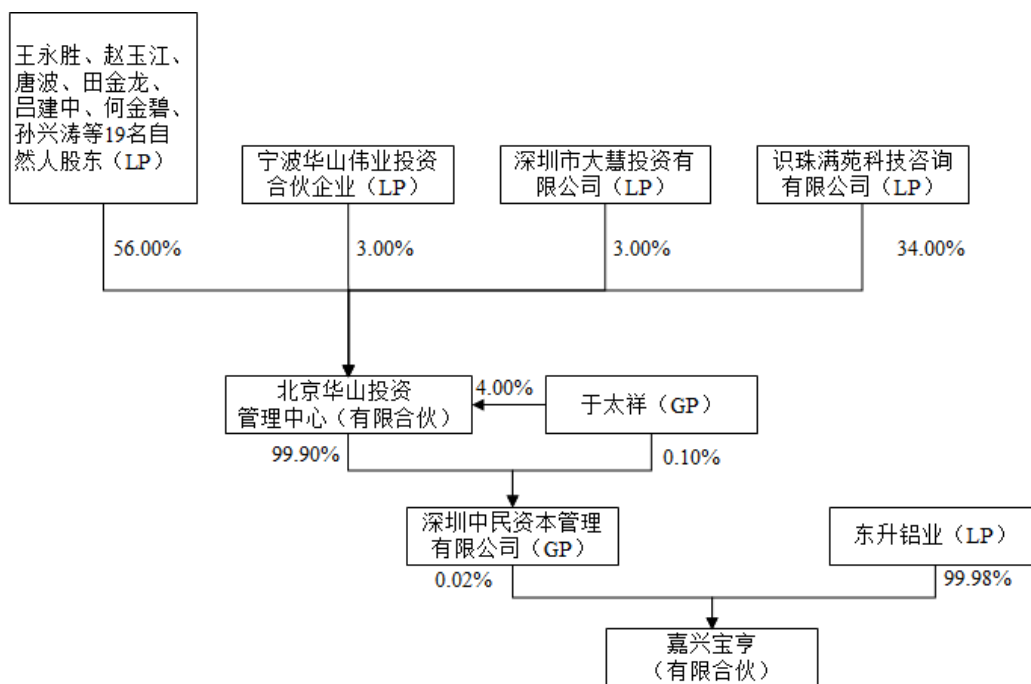 王永胜、赵玉江、
唐波、田金龙、
吕建中、何金碧、
孙兴涛等19名自
然人股东（LP）
宁波华山伟业投资
合伙企业（LP）
深圳市大慧投资有
限公司（LP）
识珠满苑科技咨询
有限公司（LP）
56.00%
3.00%
3.00%
34.00%
北京华山投资
管理中心（有限合伙）
4.00%
于太祥（GP）
99.90%
0.10%
深圳中民资本管理
有限公司（GP）
东升铝业（LP）
0.02%
99.98%
嘉兴宝亨
（有限合伙）